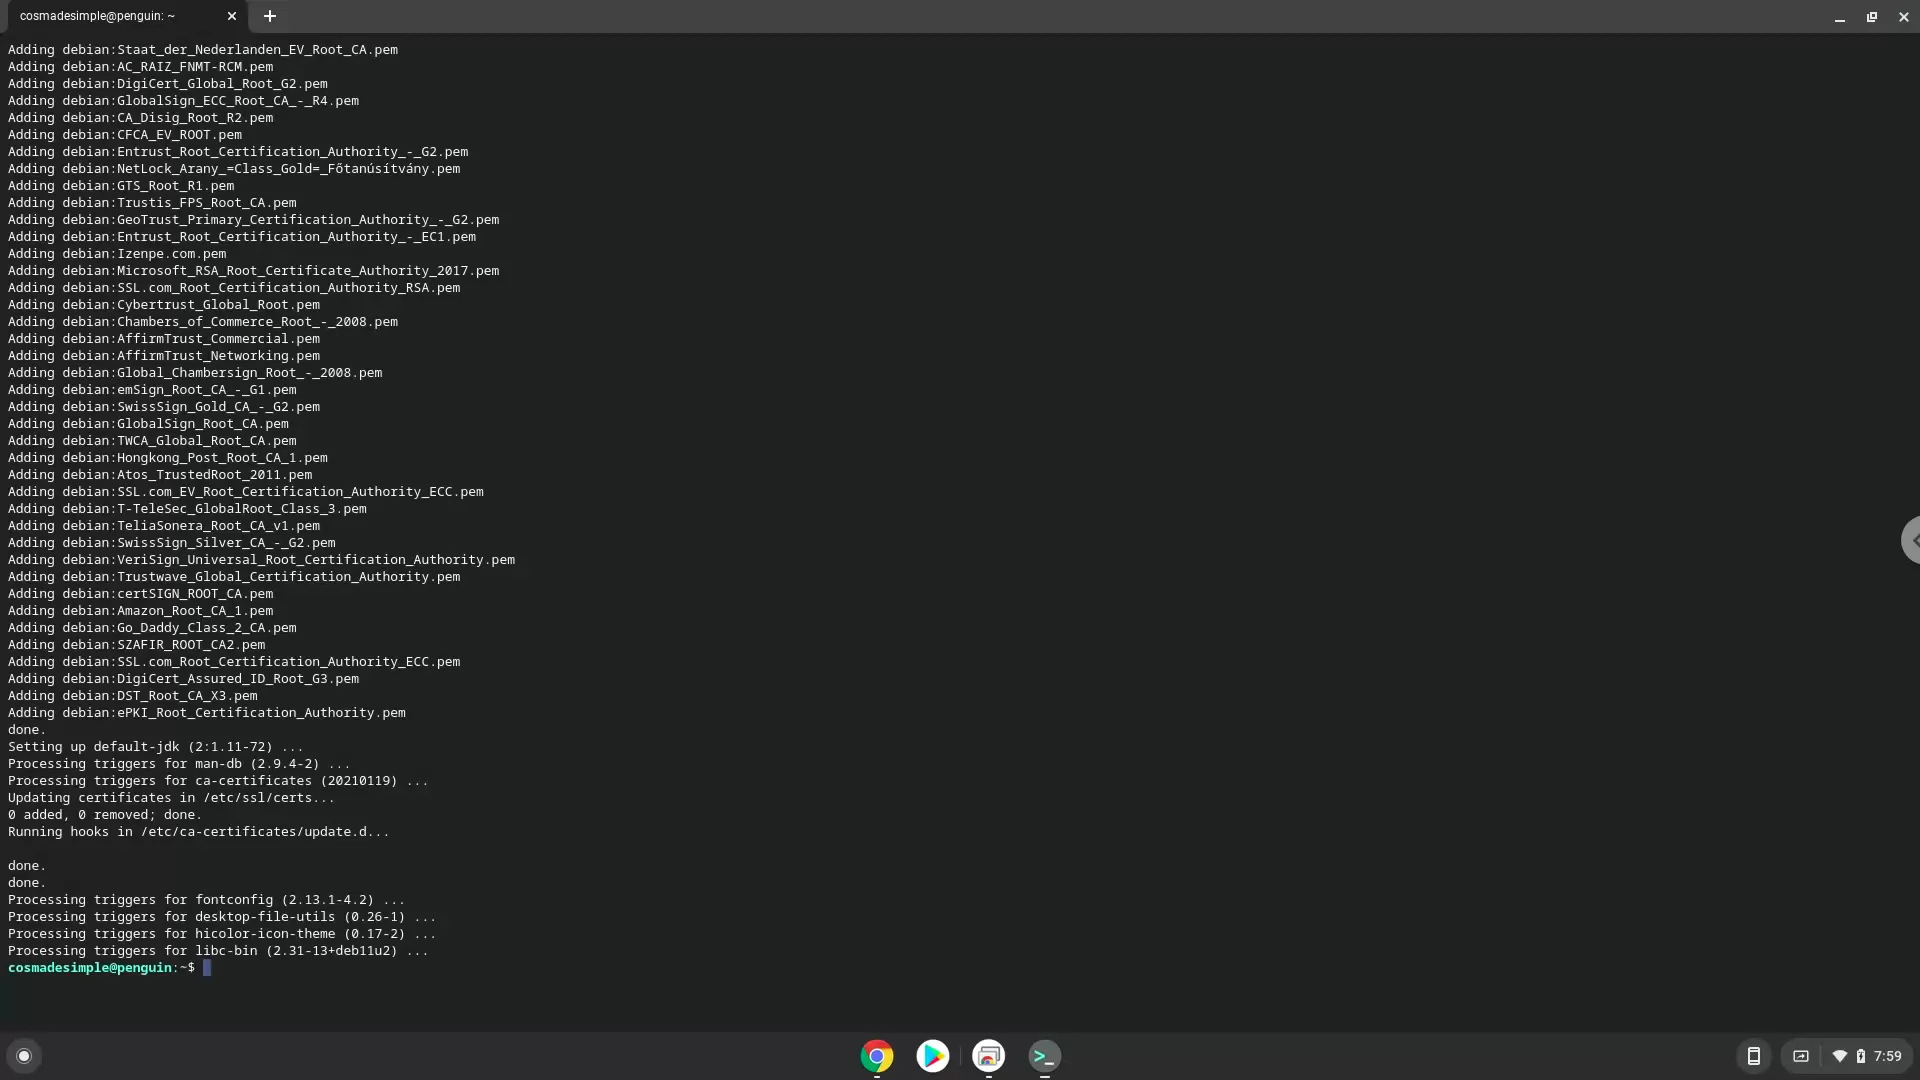 cosmadesimple@penguin: ~
Adding debian:Staat_der_Nederlanden_EV_Root_CA.pem
Adding debian:AC_RAIZ_FNMT-RCM.pem
Adding debian:DigiCert_Global_Root_G2.pem
Adding debian:GlobalSign_ECC_Root_CA_-_R4.pem
Adding debian:CA_Disig_Root_R2.pem
Adding debian:CFCA_EV_ROOT.pem
Adding debian:Entrust_Root_Certification_Authority_-_G2.pem
Adding debian:NetLock_Arany_=Class_Gold=_Főtanúsítvány.pem
Adding debian:GTS_Root_R1.pem
Adding debian:Trustis_FPS_Root_CA.pem
Adding debian:GeoTrust_Primary_Certification_Authority_-_G2.pem
Adding debian:Entrust_Root_Certification_Authority_-_EC1.pem
Adding debian:Izenpe.com.pem
Adding debian:Microsoft_RSA_Root_Certificate_Authority_2017.pem
Adding debian:SSL.com_Root_Certification_Authority_RSA.pem
Adding debian:Cybertrust_Global_Root.pem
Adding debian:Chambers_of_Commerce_Root_-_2008.pem
Adding debian:AffirmTrust_Commercial.pem
Adding debian:AffirmTrust_Networking.pem
Adding debian:Global_Chambersign_Root_-_2008.pem
Adding debian:emSign_Root_CA_-_G1.pem
Adding debian:SwissSign_Gold_CA_-_G2.pem
Adding debian:GlobalSign_Root_CA.pem
Adding debian:TWCA_Global_Root_CA.pem
Adding debian:Hongkong_Post_Root_CA_1.pem
Adding debian:Atos_TrustedRoot_2011.pem
Adding debian:SSL.com_EV_Root_Certification_Authority_ECC.pem
Adding debian:T-TeleSec_GlobalRoot_Class_3.pem
Adding debian:TeliaSonera_Root_CA_v1.pem
Adding debian:SwissSign_Silver_CA_-_G2.pem
Adding debian:VeriSign_Universal_Root_Certification_Authority.pem
Adding debian:Trustwave_Global_Certification_Authority.pem
Adding debian:certSIGN_ROOT_CA.pem
Adding debian:Amazon_Root_CA_1.pem
Adding debian:Go_Daddy_Class_2_CA.pem
Adding debian:SZAFIR_ROOT_CA2.pem
Adding debian:SSL.com_Root_Certification_Authority_ECC.pem
Adding debian:DigiCert_Assured_ID_Root_G3.pem
Adding debian:DST_Root_CA_X3.pem
Adding debian:ePKI_Root_Certification_Authority.pem
done.
Setting up default-jdk (2:1.11-72) ...
Processing triggers for man-db (2.9.4-2) ...
Processing triggers for ca-certificates (20210119) ...
Updating certificates in /etc/ssl/certs...
0 added, 0 removed; done.
Running hooks in /etc/ca-certificates/update.d...

done.
done.
Processing triggers for fontconfig (2.13.1-4.2) ...
Processing triggers for desktop-file-utils (0.26-1) ...
Processing triggers for hicolor-icon-theme (0.17-2) ...
Processing triggers for libc-bin (2.31-13+deb11u2) ...
cosmadesimple@penguin:~$
7:59